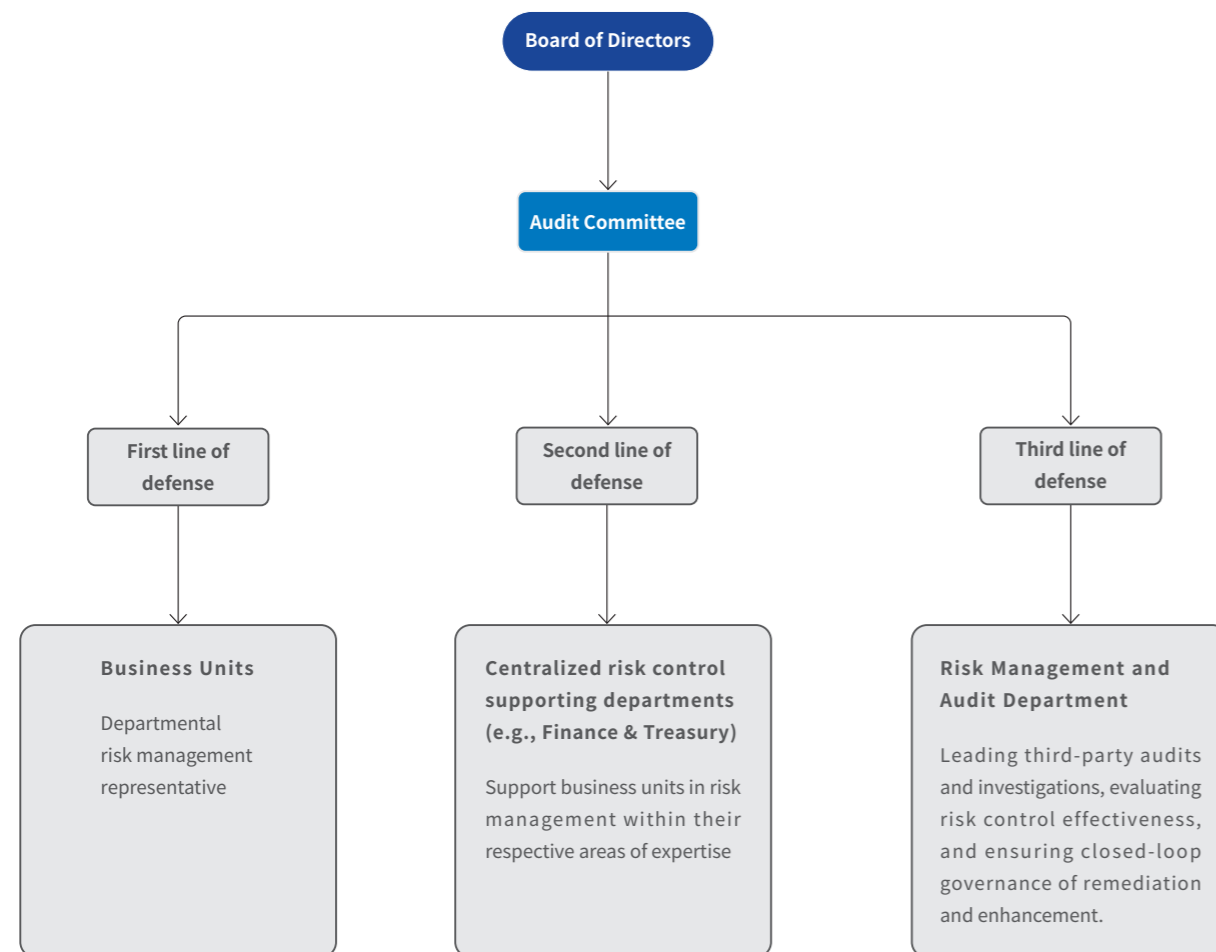 Board of Directors
Audit Committee
First line of
defense
Second line of
defense
Third line of
defense
Business Units
Departmental
risk management
representative
Centralized risk control
supporting departments
(e.g., Finance & Treasury)
Support business units in risk
management within their
respective areas of expertise
Risk Management and
Audit Department
Leading third-party audits
and investigations, evaluating
risk control effectiveness,
and ensuring closed-loop
governance of remediation
and enhancement.